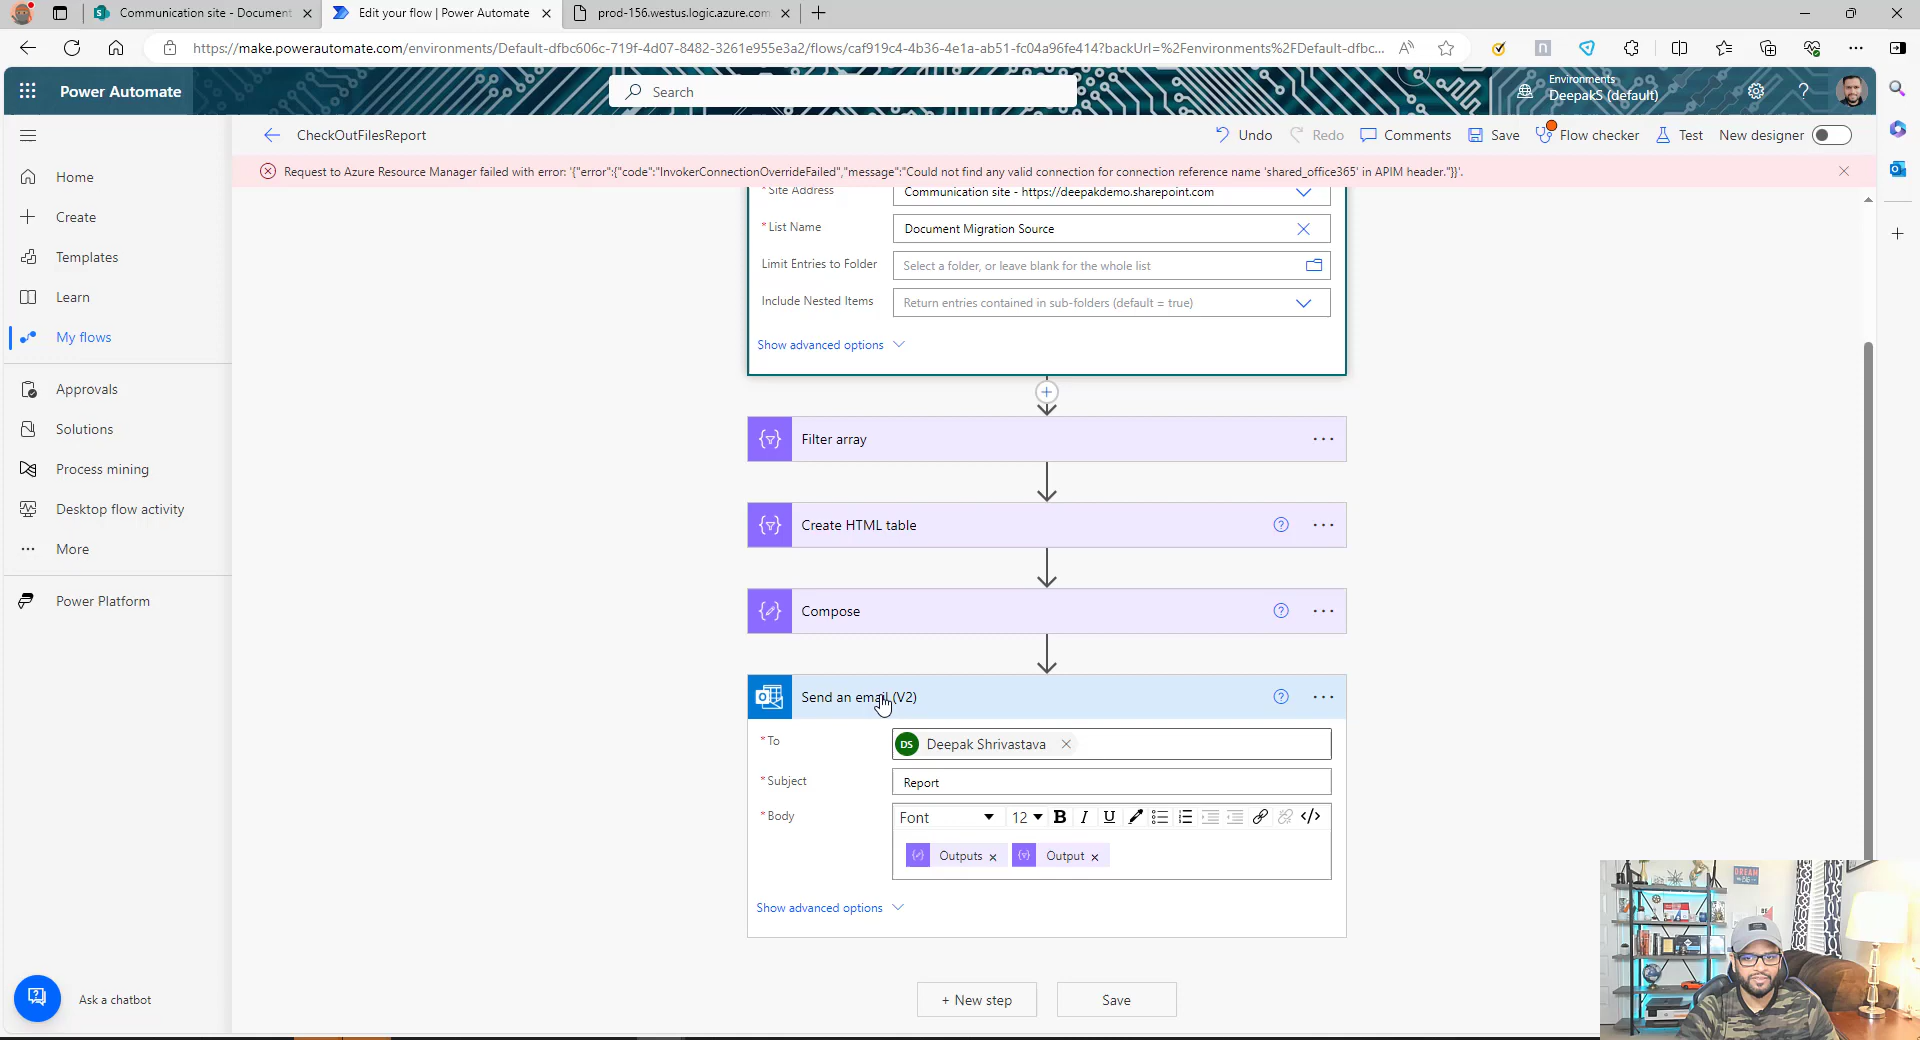 Communication site - Document
Edit your flow | Power Automate
prod-156.westus.logic.azure.com
https://make.powerautomate.com/environments/Default-dfbc606c-719f-4d07-8482-3261e955e3a2/flows/caf919c4-4b36-4e1a-ab51-fc04a96fe414?backUrl=%2Fenvironments%2FDefault-dfbc...
Power Automate
Search
Environments
DeepakS (default)
CheckOutFilesReport
Undo
Redo
Comments
Save
Flow checker
Test
New designer
Request to Azure Resource Manager failed with error: '{"error":{"code":"InvokerConnectionOverrideFailed","message":"Could not find any valid connection for connection reference name 'shared_office365' in APIM header."}}'.
Home
Create
Templates
Learn
My flows
Approvals
Solutions
Process mining
Desktop flow activity
More
Power Platform
Ask a chatbot
* Site Address
Communication site - https://deepakdemo.sharepoint.com
* List Name
Document Migration Source
Limit Entries to Folder
Select a folder, or leave blank for the whole list
Include Nested Items
Return entries contained in sub-folders (default = true)
Show advanced options
Filter array
Create HTML table
Compose
Send an email (V2)
* To
DS Deepak Shrivastava
* Subject
Report
* Body
Font
12
Outputs
Output
Show advanced options
+ New step
Save
DREAM
BIG